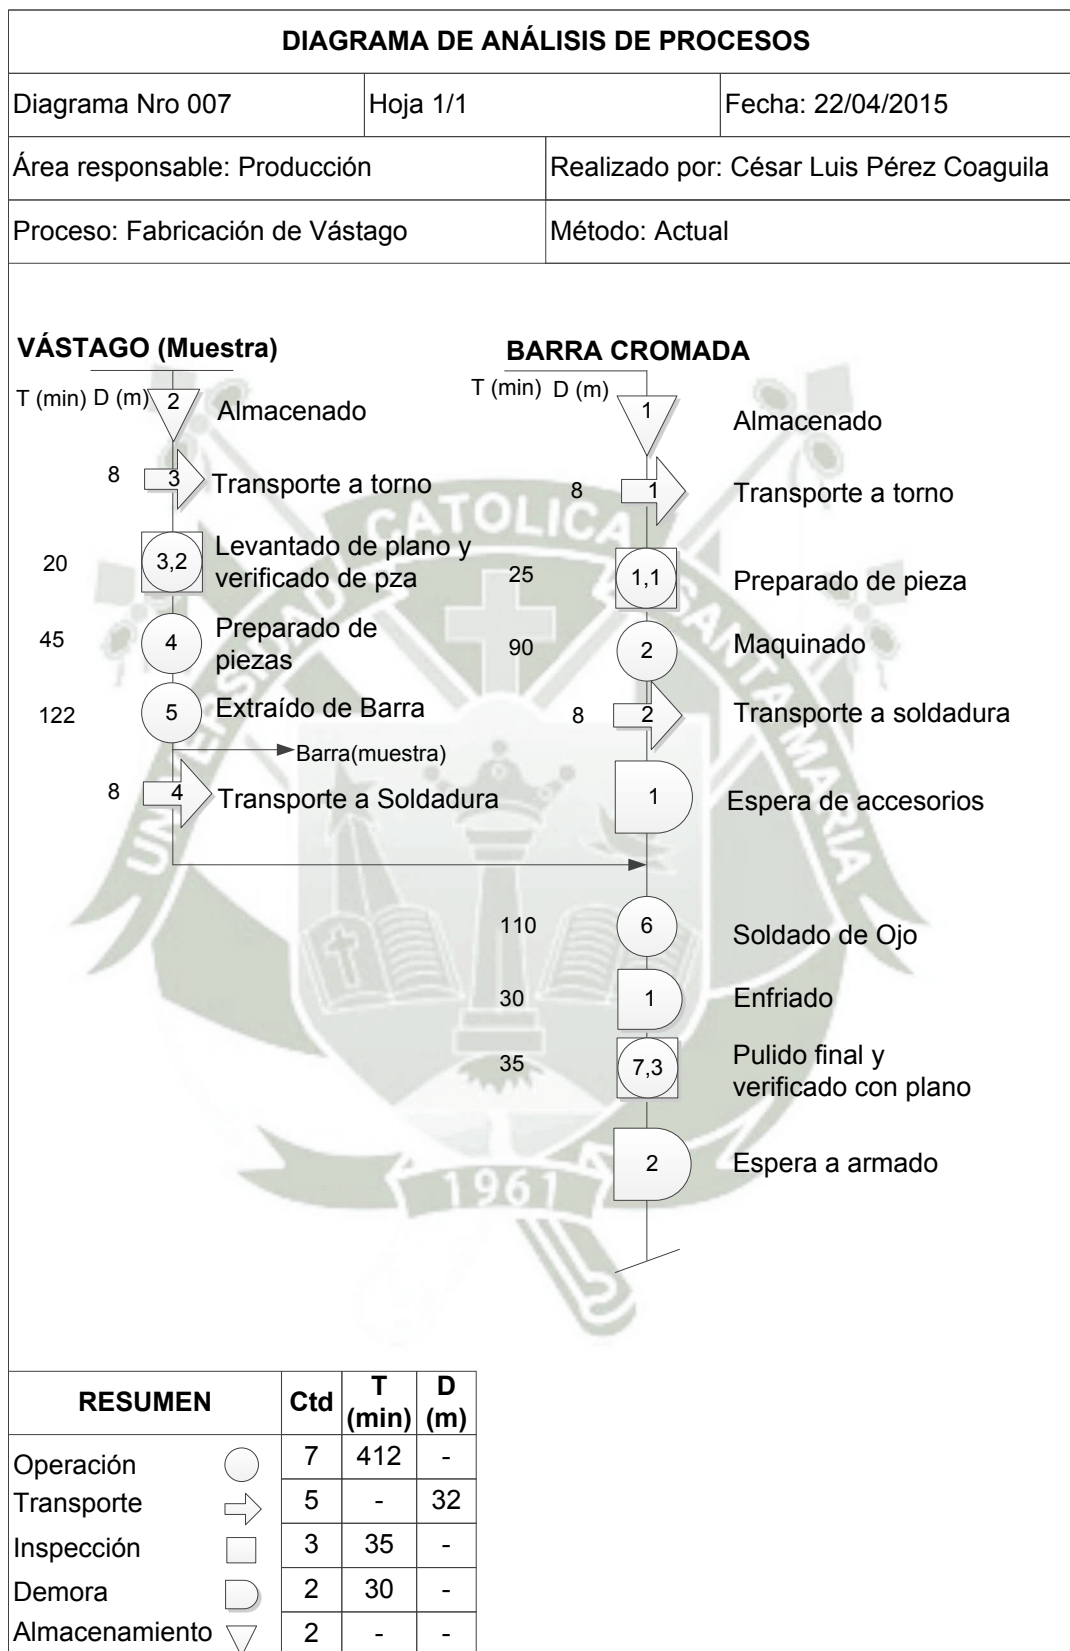 DIAGRAMA DE ANÁLISIS DE PROCESOS
Diagrama Nro 007
Hoja 1/1
Fecha: 22/04/2015
Área responsable: Producción
Realizado por: César Luis Pérez Coaguila
Proceso: Fabricación de Vástago
Método: Actual
VÁSTAGO (Muestra)
T (min) D (m)
2 Almacenado
8 3 Transporte a torno
20 3,2 Levantado de plano y
verificado de pza
45 4 Preparado de
piezas
122 5 Extraído de Barra
Barra(muestra)
8 4 Transporte a Soldadura
BARRA CROMADA
T (min) D (m)
1 Almacenado
8 1 Transporte a torno
25 1,1 Preparado de pieza
90 2 Maquinado
8 2 Transporte a soldadura
1 Espera de accesorios
110 6 Soldado de Ojo
30 1 Enfriado
35 7,3 Pulido final y
verificado con plano
2 Espera a armado
UNIVERSIDAD CATOLICA DE SANTA MARIA
1961
RESUMEN Ctd T (min) D (m)
Operación 7 412 -
Transporte 5 - 32
Inspección 3 35 -
Demora 2 30 -
Almacenamiento 2 - -